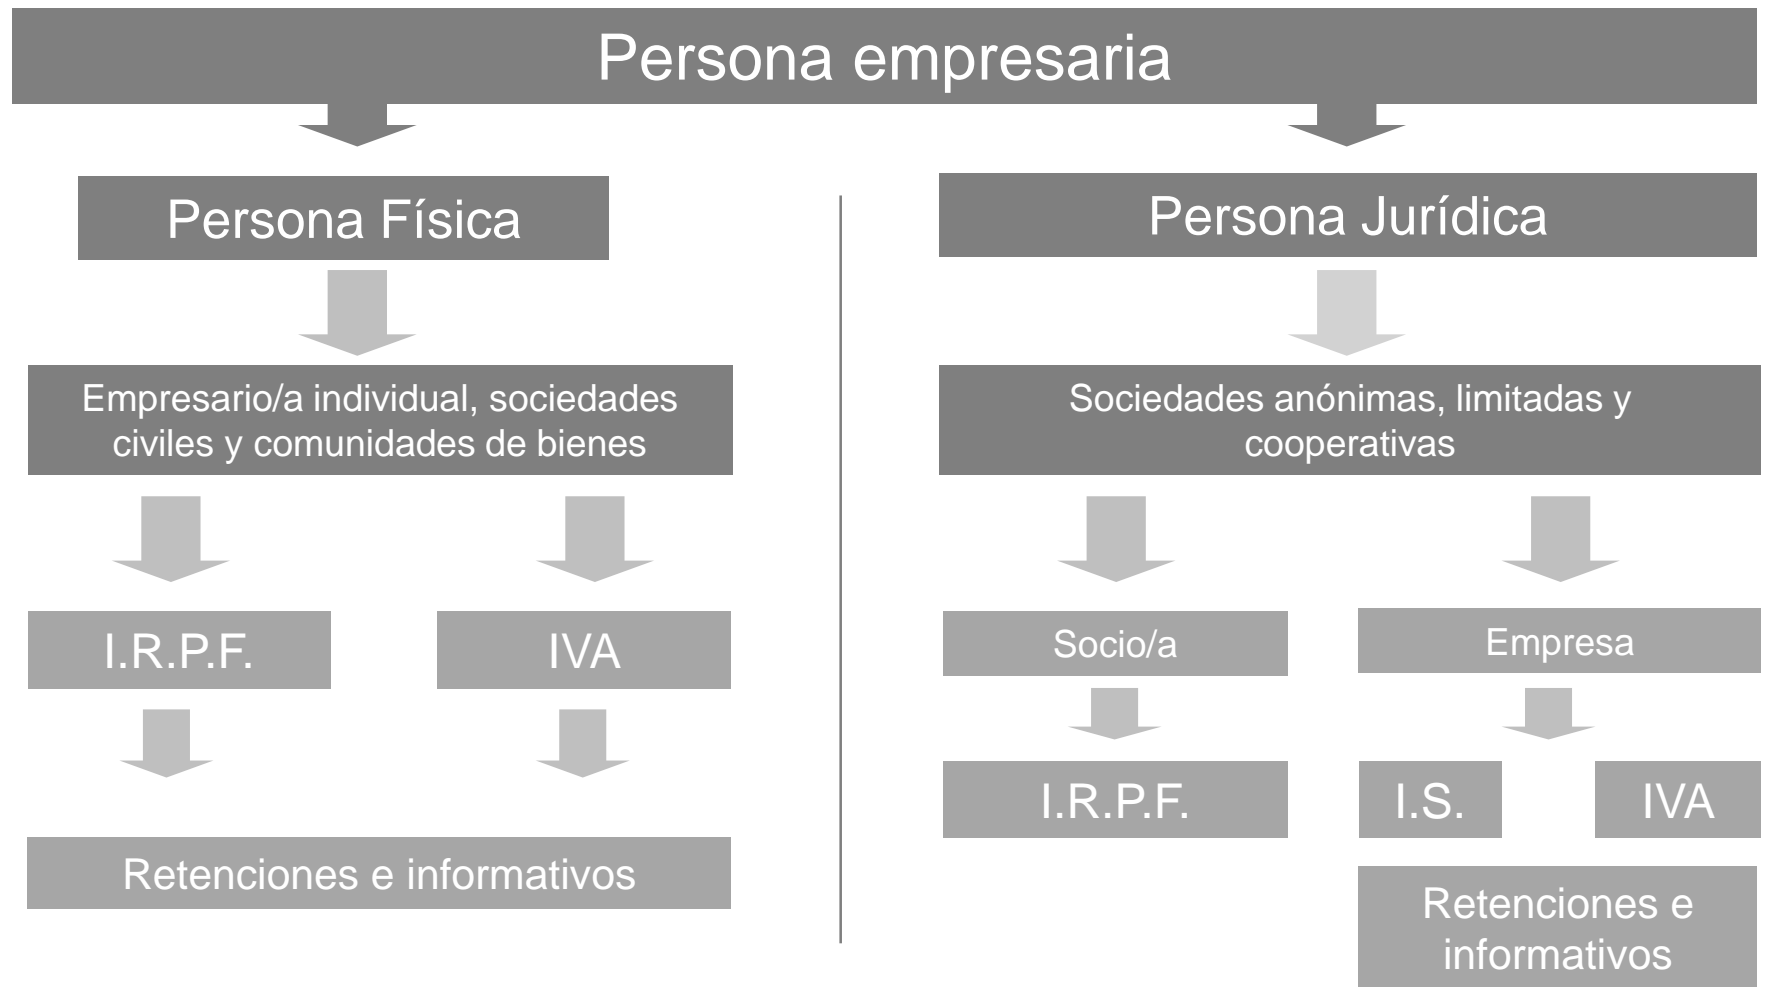 Persona empresaria
Persona Física
Persona Jurídica
Empresario/a individual, sociedades
civiles y comunidades de bienes
Sociedades anónimas, limitadas y
cooperativas
I.R.P.F.
IVA
Socio/a
Empresa
I.R.P.F.
I.S.
IVA
Retenciones e informativos
Retenciones e
informativos